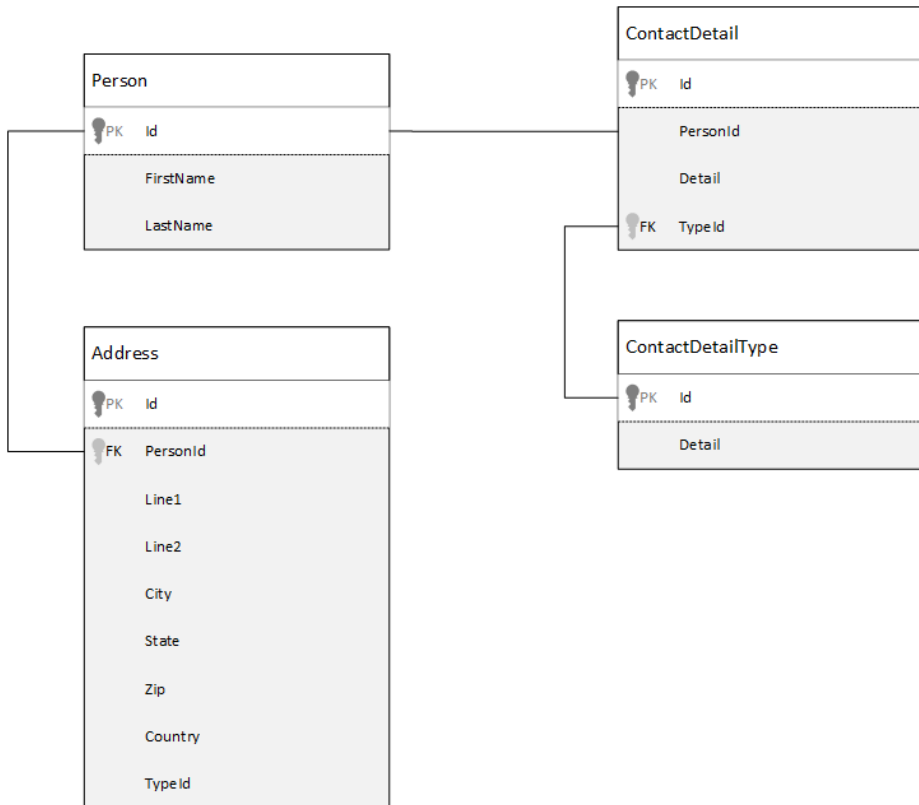 Person
PK Id
FirstName
LastName
Address
PK Id
FK PersonId
Line1
Line2
City
State
Zip
Country
TypeId
ContactDetail
PK Id
PersonId
Detail
FK TypeId
ContactDetailType
PK Id
Detail